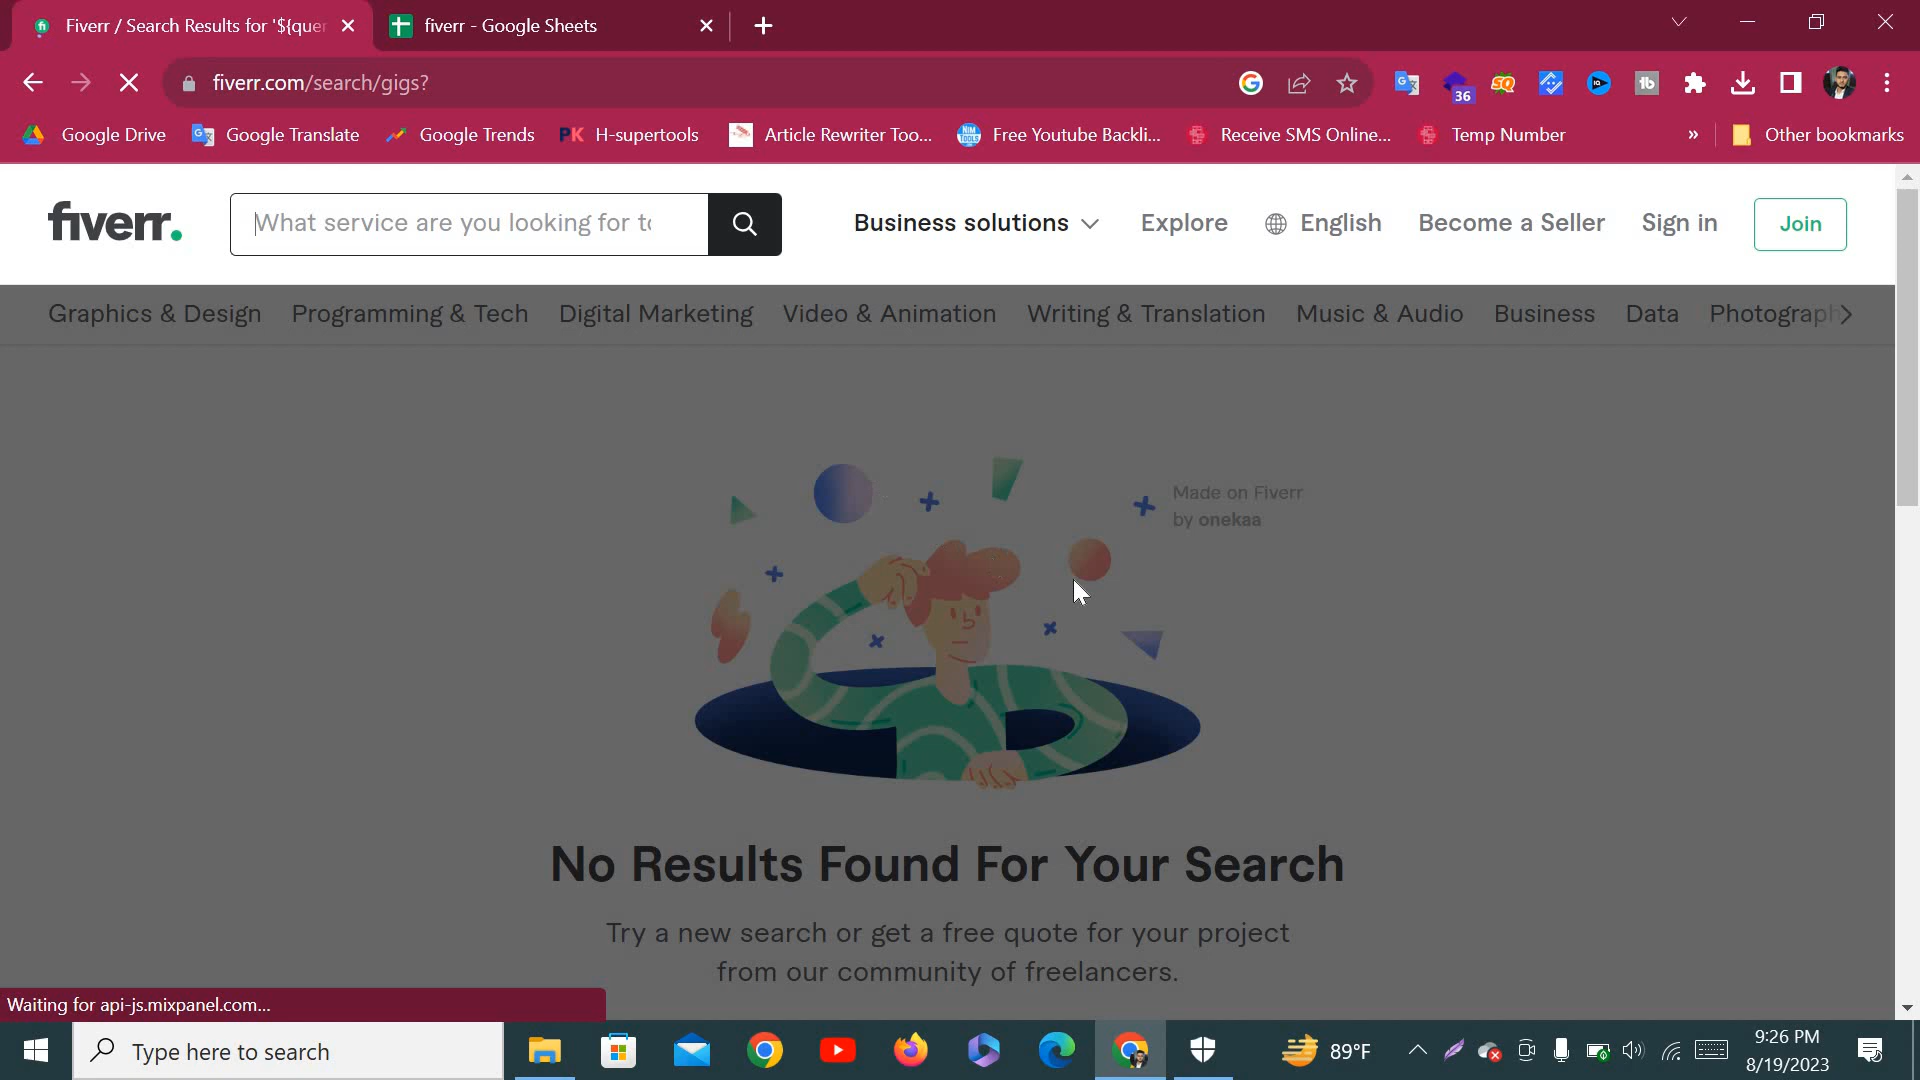 Fiverr / Search Results for '${quer
fiverr - Google Sheets
fiverr.com/search/gigs?
36
Google Drive
Google Translate
Google Trends
PK H-supertools
Article Rewriter Too...
Free Youtube Backli...
Receive SMS Online...
Temp Number
»
Other bookmarks
fiverr.
What service are you looking for to
Business solutions
Explore
English
Become a Seller
Sign in
Join
Graphics & Design
Programming & Tech
Digital Marketing
Video & Animation
Writing & Translation
Music & Audio
Business
Data
Photograph
Made on Fiverr
by onekaa
No Results Found For Your Search
Try a new search or get a free quote for your project
from our community of freelancers.
Waiting for api-js.mixpanel.com...
Type here to search
89°F
9:26 PM
8/19/2023